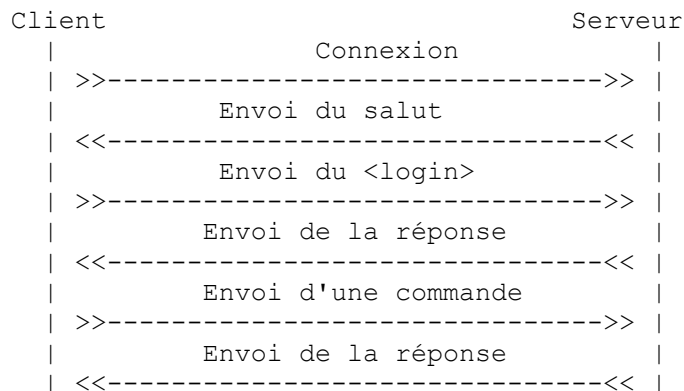 Client                             Serveur
  |                Connexion            |
  | >>------------------------------->> |
  |          Envoi du salut             |
  | <<-------------------------------<< |
  |          Envoi du <login>           |
  | >>------------------------------->> |
  |         Envoi de la réponse         |
  | <<-------------------------------<< |
  |         Envoi d'une commande        |
  | >>------------------------------->> |
  |         Envoi de la réponse         |
  | <<-------------------------------<< |